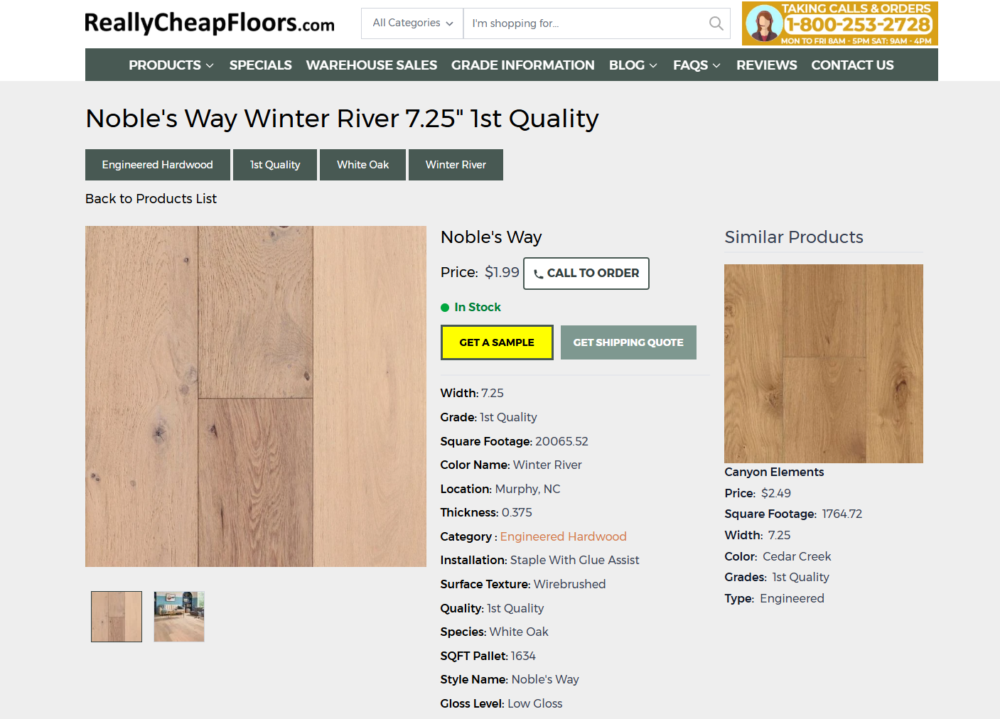 ReallyCheapFloors.com
All Categories
I'm shopping for...
TAKING CALLS & ORDERS
1-800-253-2728
MON TO FRI 8AM - 5PM SAT: 9AM - 4PM
PRODUCTS SPECIALS WAREHOUSE SALES GRADE INFORMATION BLOG FAQS REVIEWS CONTACT US
Noble's Way Winter River 7.25" 1st Quality
Engineered Hardwood 1st Quality White Oak Winter River
Back to Products List
Noble's Way
Price: $1.99 CALL TO ORDER
In Stock
GET A SAMPLE GET SHIPPING QUOTE
Width: 7.25
Grade: 1st Quality
Square Footage: 20065.52
Color Name: Winter River
Location: Murphy, NC
Thickness: 0.375
Category : Engineered Hardwood
Installation: Staple With Glue Assist
Surface Texture: Wirebrushed
Quality: 1st Quality
Species: White Oak
SQFT Pallet: 1634
Style Name: Noble's Way
Gloss Level: Low Gloss
Similar Products
Canyon Elements
Price: $2.49
Square Footage: 1764.72
Width: 7.25
Color: Cedar Creek
Grades: 1st Quality
Type: Engineered